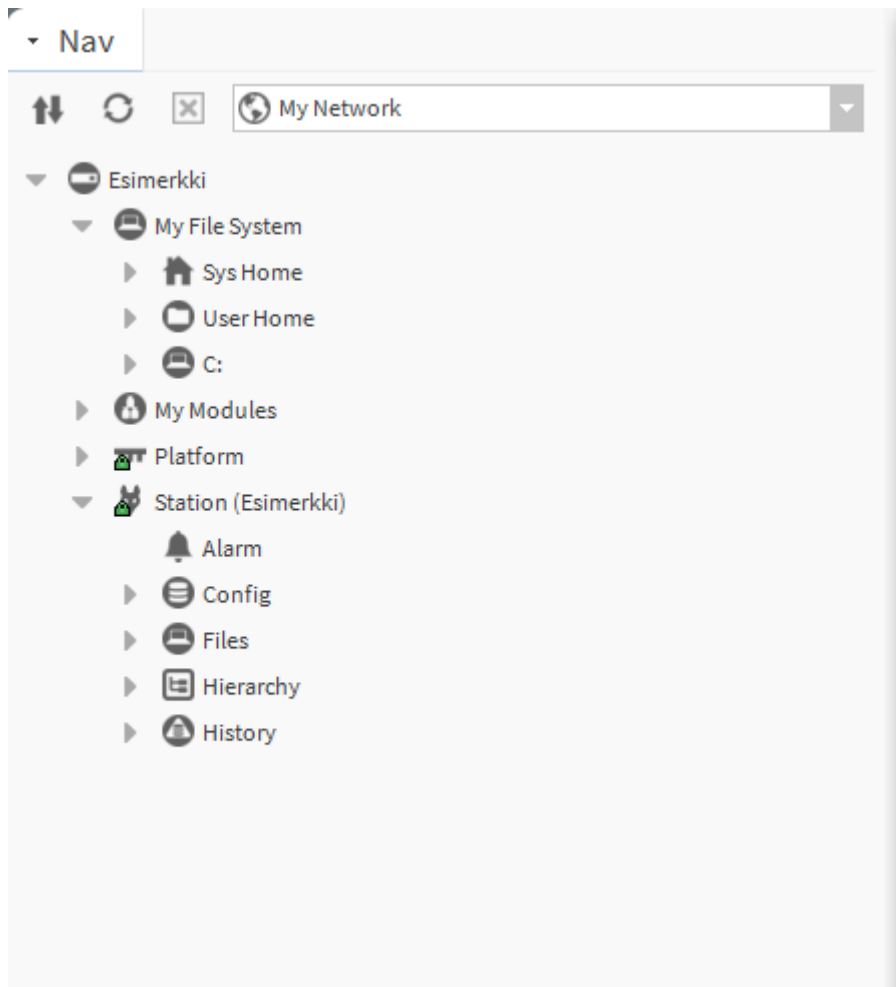 Nav
My Network
Esimerkki
My File System
Sys Home
User Home
C:
My Modules
Platform
Station (Esimerkki)
Alarm
Config
Files
Hierarchy
History